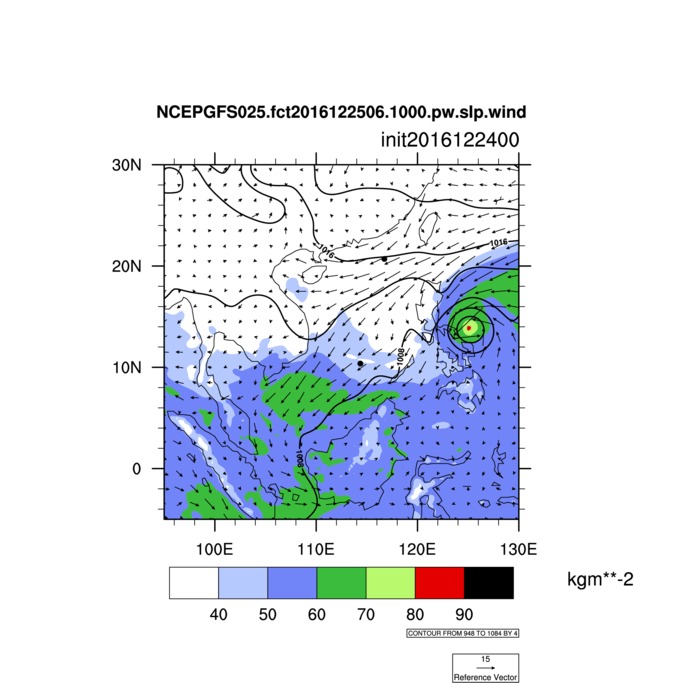 NCEPGFS025.fct2016122506.1000.pw.slp.wind
init2016122400
30N
1016
1016
20N
1008
10N
1008
0
100E 110E 120E 130E
kgm**-2
40 50 60 70 80 90
CONTOUR FROM 948 TO 1084 BY 4
15
Reference Vector